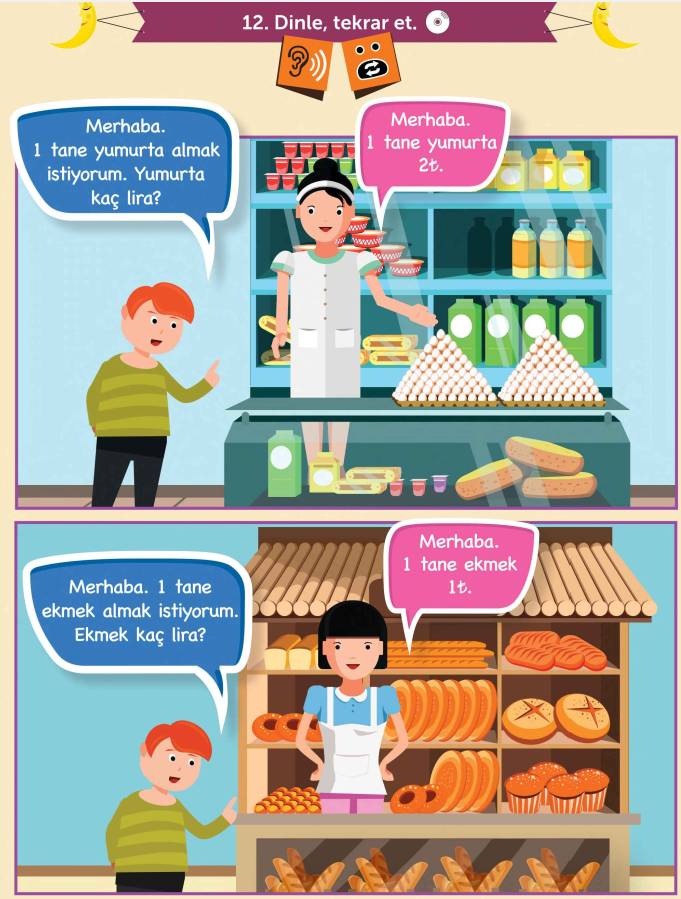 12. Dinle, tekrar et.
Merhaba.
1 tane yumurta almak
istiyorum. Yumurta
kaç lira?
Merhaba.
1 tane yumurta
2₺.
Merhaba. 1 tane
ekmek almak istiyorum.
Ekmek kaç lira?
Merhaba.
1 tane ekmek
1₺.